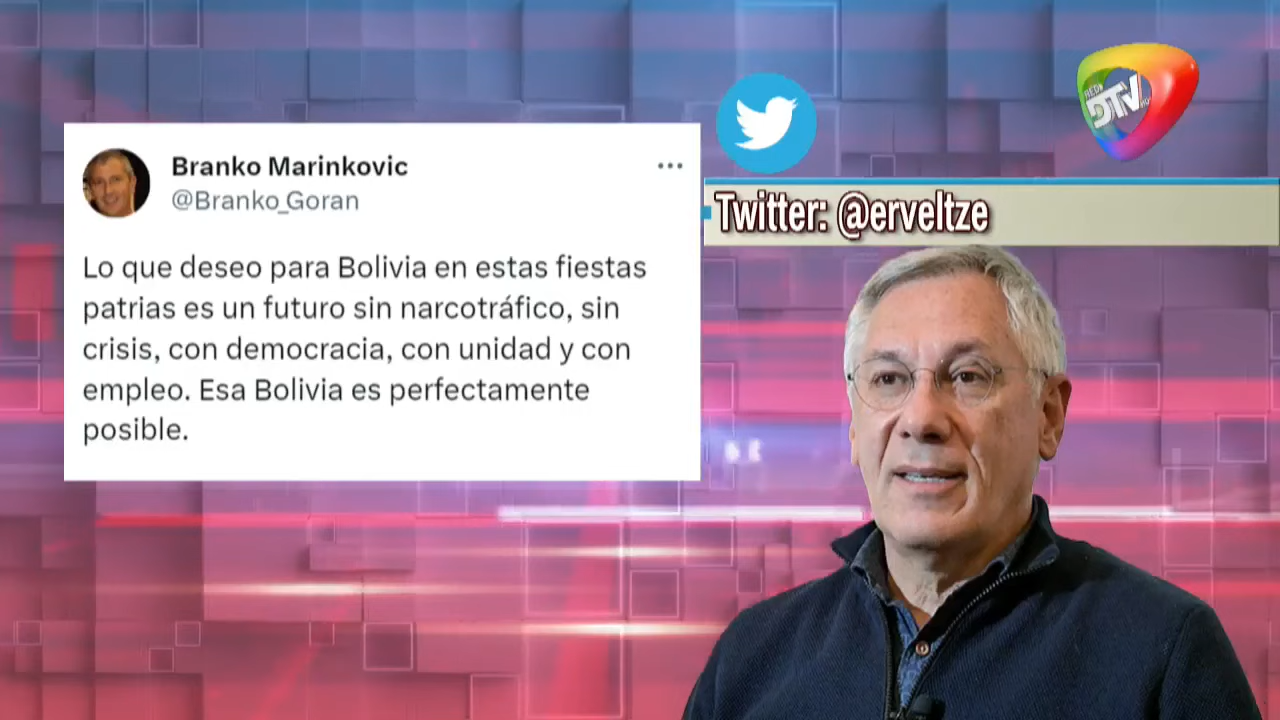 Branko Marinkovic
@Branko_Goran
Lo que deseo para Bolivia en estas fiestas
patrias es un futuro sin narcotráfico, sin
crisis, con democracia, con unidad y con
empleo. Esa Bolivia es perfectamente
posible.
Twitter: @erveltze
RED
DTV